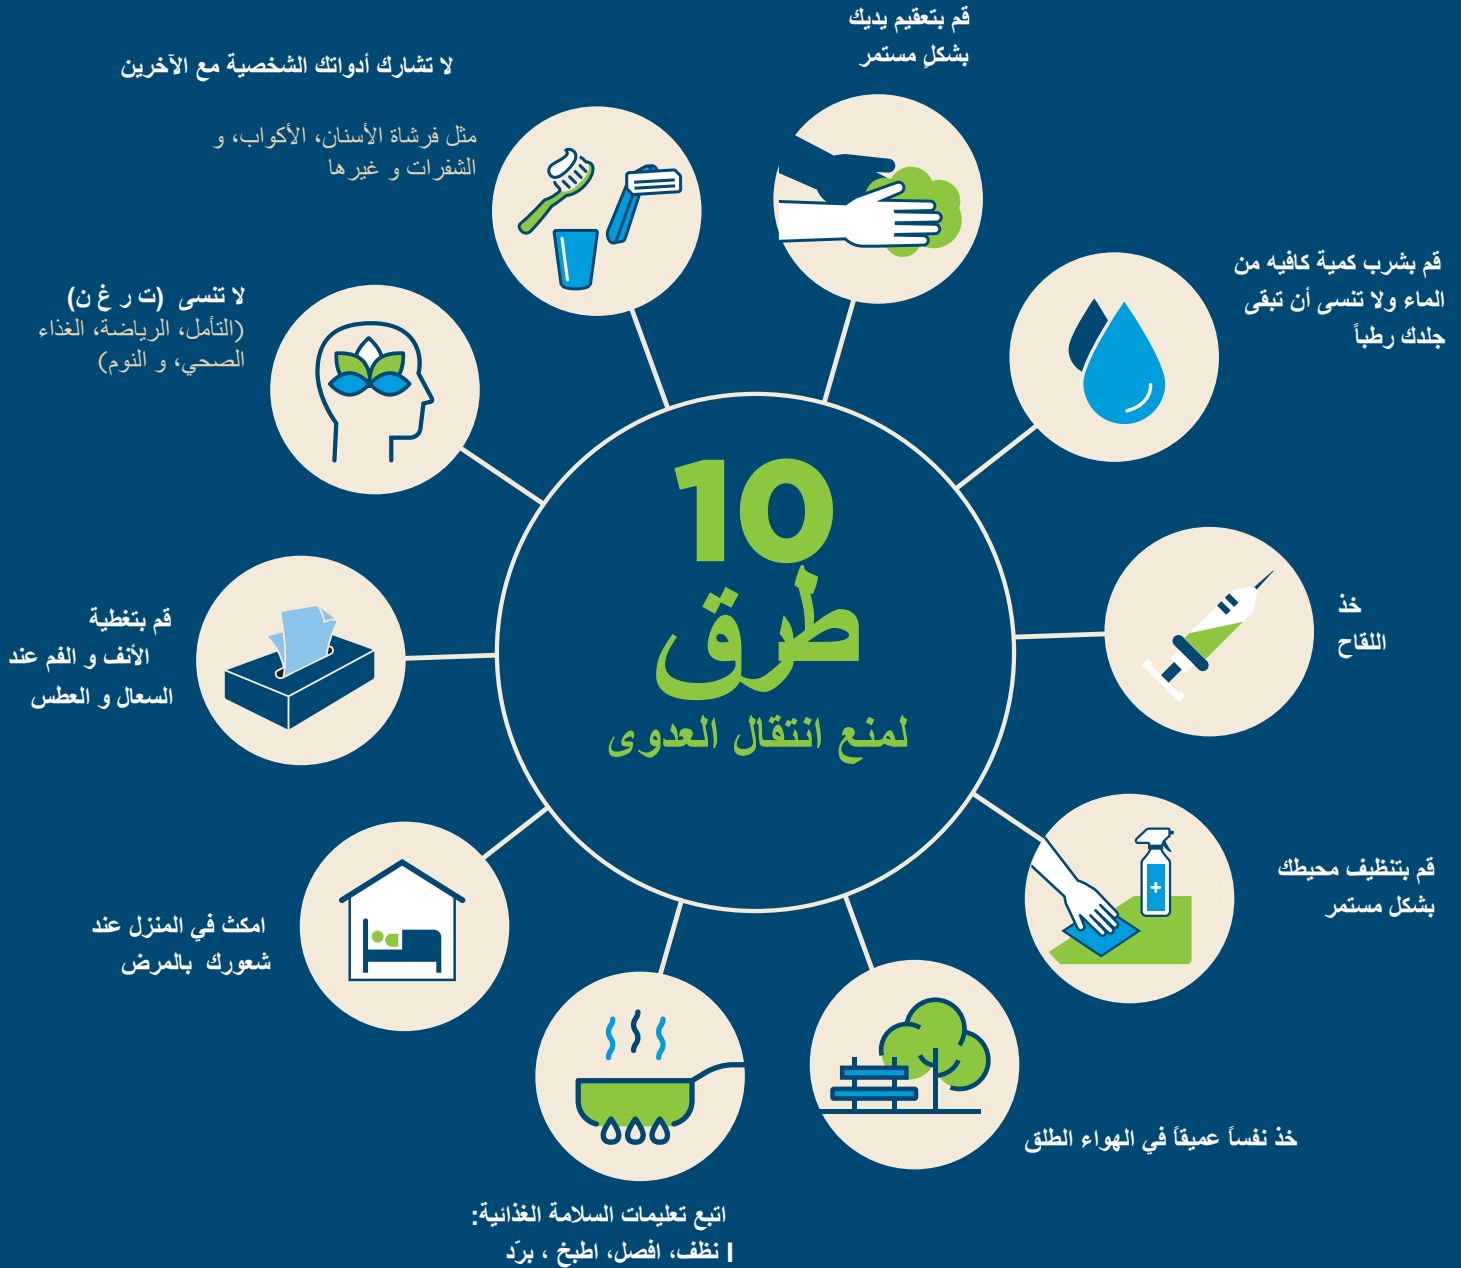 10
طرق
لمنع انتقال العدوى
قم بتعقيم يديك
بشكلٍ مستمر
قم بشرب كمية كافيه من
الماء ولا تنسى أن تبقى
جلدك رطباً
خذ
اللقاح
قم بتنظيف محيطك
بشكل مستمر
خذ نفساً عميقاً في الهواء الطلق
اتبع تعليمات السلامة الغذائية:
ا نظف، افصل، اطبخ ، برّد
امكث في المنزل عند
شعورك بالمرض
قم بتغطية
الأنف و الفم عند
السعال و العطس
لا تنسى (ت ر غ ن)
(التأمل، الرياضة، الغذاء
الصحي، و النوم)
لا تشارك أدواتك الشخصية مع الآخرين
مثل فرشاة الأسنان، الأكواب، و
الشفرات و غيرها